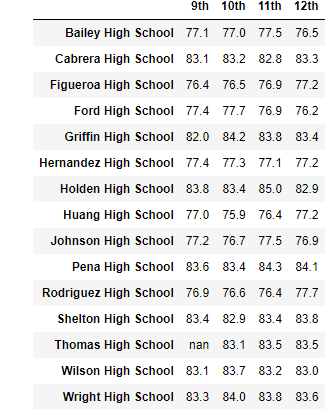 9th 10th 11th 12th
Bailey High School 77.1 77.0 77.5 76.5
Cabrera High School 83.1 83.2 82.8 83.3
Figueroa High School 76.4 76.5 76.9 77.2
Ford High School 77.4 77.7 76.9 76.2
Griffin High School 82.0 84.2 83.8 83.4
Hernandez High School 77.4 77.3 77.1 77.2
Holden High School 83.8 83.4 85.0 82.9
Huang High School 77.0 75.9 76.4 77.2
Johnson High School 77.2 76.7 77.5 76.9
Pena High School 83.6 83.4 84.3 84.1
Rodriguez High School 76.9 76.6 76.4 77.7
Shelton High School 83.4 82.9 83.4 83.8
Thomas High School nan 83.1 83.5 83.5
Wilson High School 83.1 83.7 83.2 83.0
Wright High School 83.3 84.0 83.8 83.6